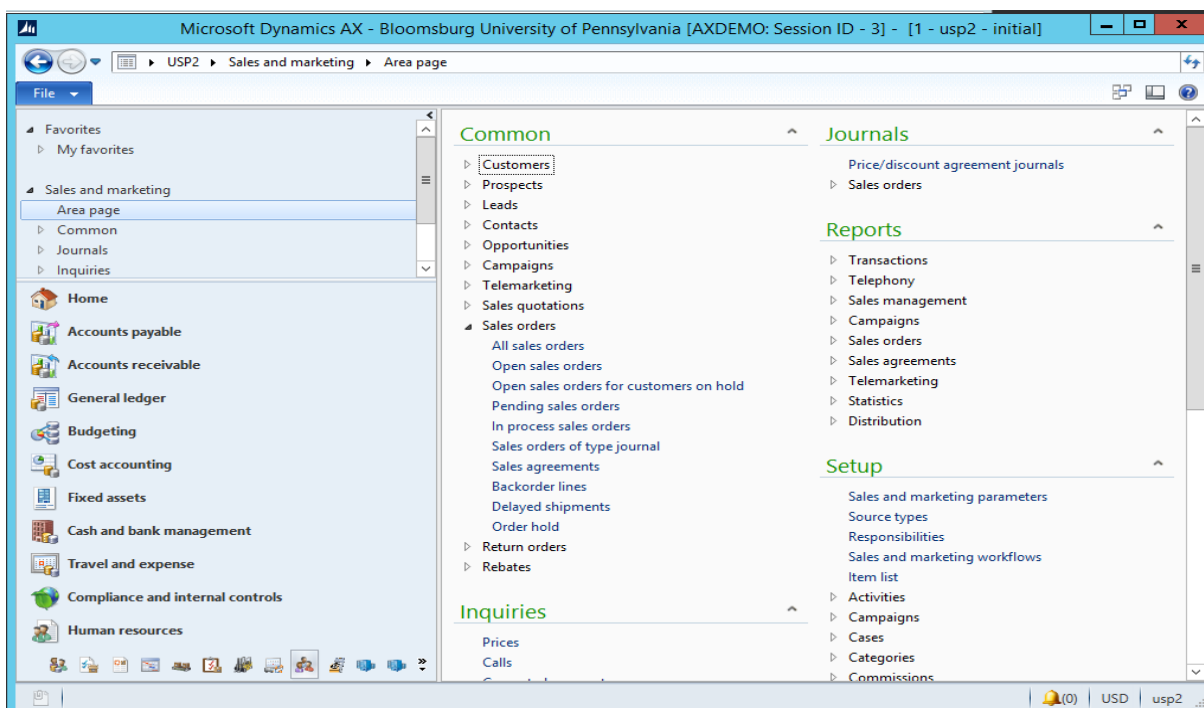 Microsoft Dynamics AX - Bloomsburg University of Pennsylvania [AXDEMO: Session ID - 3] - [1 - usp2 - initial]
USP2 Sales and marketing Area page
File
Favorites
My favorites
Sales and marketing
Area page
Common
Journals
Inquiries
Home
Accounts payable
Accounts receivable
General ledger
Budgeting
Cost accounting
Fixed assets
Cash and bank management
Travel and expense
Compliance and internal controls
Human resources
Common
Customers
Prospects
Leads
Contacts
Opportunities
Campaigns
Telemarketing
Sales quotations
Sales orders
All sales orders
Open sales orders
Open sales orders for customers on hold
Pending sales orders
In process sales orders
Sales orders of type journal
Sales agreements
Backorder lines
Delayed shipments
Order hold
Return orders
Rebates
Inquiries
Prices
Calls
Journals
Price/discount agreement journals
Sales orders
Reports
Transactions
Telephony
Sales management
Campaigns
Sales orders
Sales agreements
Telemarketing
Statistics
Distribution
Setup
Sales and marketing parameters
Source types
Responsibilities
Sales and marketing workflows
Item list
Activities
Campaigns
Cases
Categories
Commissions
(0) USD usp2